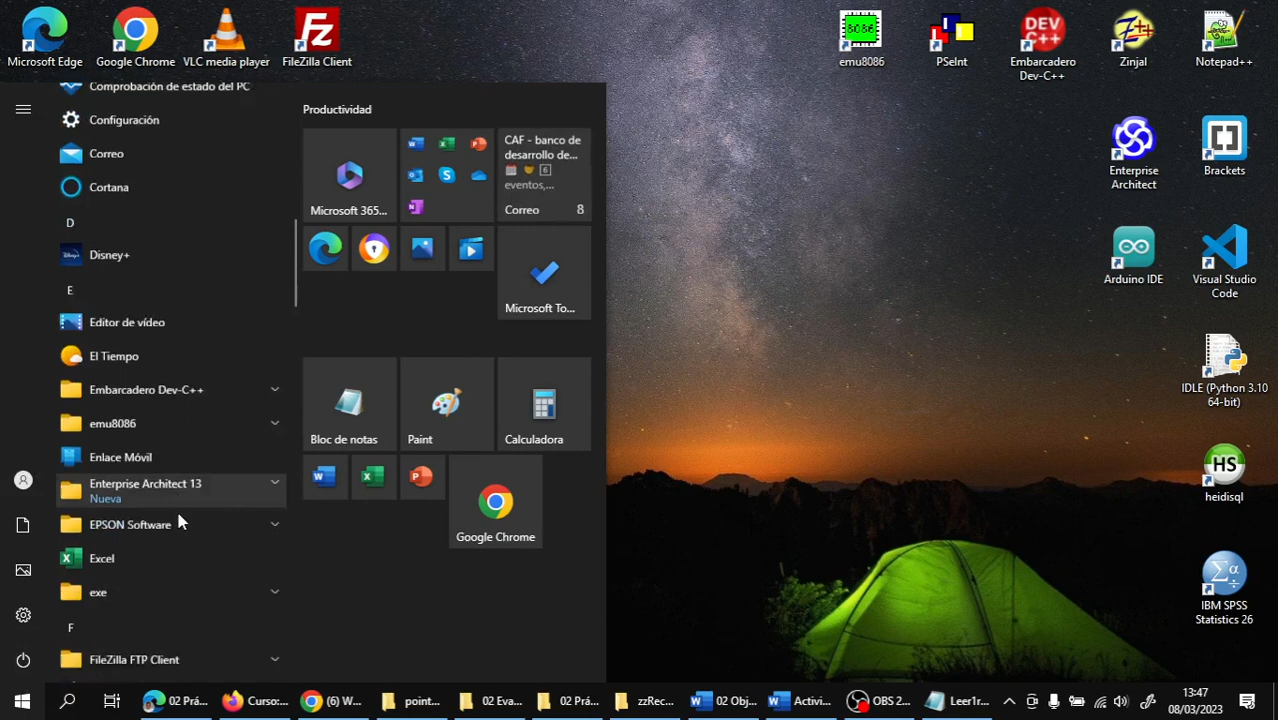 Microsoft Edge
Google Chrome
VLC media player
FileZilla Client
8086
emu8086
PSeInt
DEV
C++
Embarcadero
Dev-C++
Z++
Zinjal
Notepad++
Comprobación de estado del PC
Configuración
Correo
Cortana
D
Disney+
Disney+
E
Editor de vídeo
El Tiempo
Embarcadero Dev-C++
emu8086
Enlace Móvil
Enterprise Architect 13
Nueva
EPSON Software
Excel
exe
F
FileZilla FTP Client
Productividad
Microsoft 365...
CAF - banco de
desarrollo de...
6
eventos,...
Correo
8
Microsoft To...
Bloc de notas
Paint
Calculadora
Google Chrome
Enterprise
Architect
Brackets
Arduino IDE
Visual Studio
Code
IDLE (Python 3.10
64-bit)
HS
heidisql
Σα
IBM SPSS
Statistics 26
02 Prá...
Curso:...
(6) W...
point...
02 Eva...
02 Prá...
zzRec...
02 Obj...
Activi...
OBS 2...
Leer1r...
13:47
08/03/2023